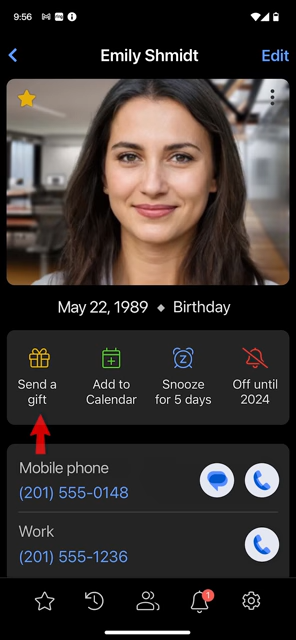 9:56
Emily Shmidt
Edit
May 22, 1989 ◆ Birthday
Send a
gift
Add to
Calendar
Snooze
for 5 days
Off until
2024
Mobile phone
(201) 555-0148
Work
(201) 555-1236
1